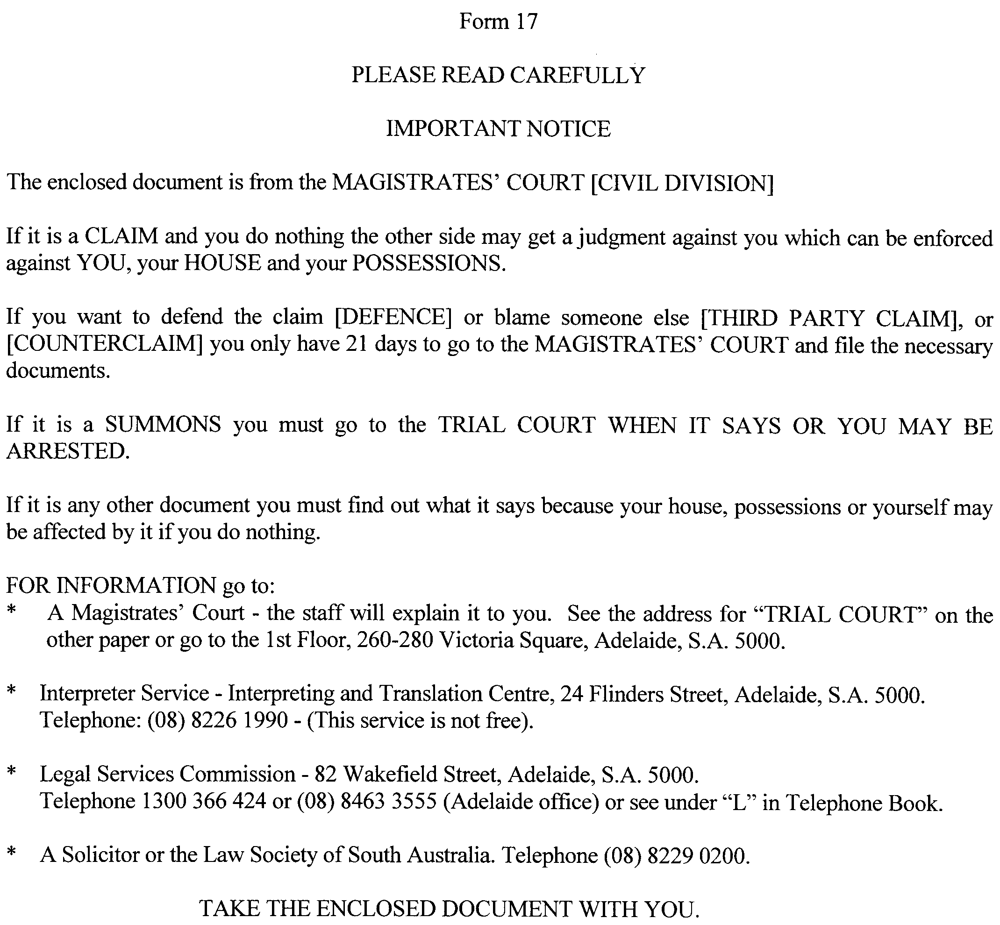 Form 17
PLEASE READ CAREFULLY
IMPORTANT NOTICE
The enclosed document is from the MAGISTRATES’ COURT [CIVIL DIVISION]
If it is a CLAIM and you do nothing the other side may get a judgment against you which can be enforced
against YOU, your HOUSE and your POSSESSIONS.
If you want to defend the claim [DEFENCE] or blame someone else [THIRD PARTY CLAIM], or
[COUNTERCLAIM] you only have 21 days to go to the MAGISTRATES’ COURT and file the necessary
documents.
If it is a SUMMONS you must go to the TRIAL COURT WHEN IT SAYS OR YOU MAY BE
ARRESTED.
If it is any other document you must find out what it says because your house, possessions or yourself may
be affected by it if you do nothing.
FOR INFORMATION go to:
* A Magistrates’ Court - the staff will explain it to you. See the address for “TRIAL COURT” on the
other paper or go to the 1st Floor, 260-280 Victoria Square, Adelaide, S.A. 5000.
* Interpreter Service - Interpreting and Translation Centre, 24 Flinders Street, Adelaide, S.A. 5000.
Telephone: (08) 8226 1990 - (This service is not free).
* Legal Services Commission - 82 Wakefield Street, Adelaide, S.A. 5000.
Telephone 1300 366 424 or (08) 8463 3555 (Adelaide office) or see under “L” in Telephone Book.
* A Solicitor or the Law Society of South Australia. Telephone (08) 8229 0200.
TAKE THE ENCLOSED DOCUMENT WITH YOU.